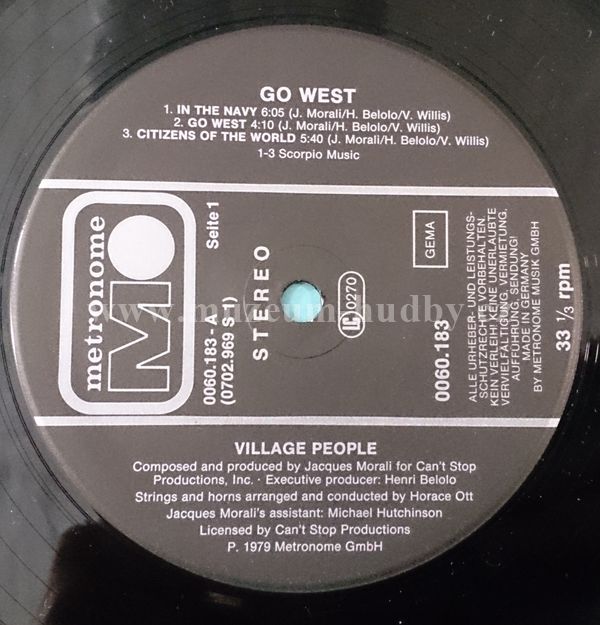 GO WEST
1. IN THE NAVY 6:05 (J. Morali/H. Belolo/V. Willis)
2. GO WEST 4:10 (J. Morali/H. Belolo/V. Willis)
3. CITIZENS OF THE WORLD 5:40 (J. Morali/H. Belolo/V. Willis)
1-3 Scorpio Music
metronome
M
0060.183 - A
(0702.969 S 1)
Seite 1
STEREO
LC 0270
GEMA
0060.183
ALLE URHEBER- UND LEISTUNGS-
SCHUTZRECHTE VORBEHALTEN.
KEIN VERLEIH! KEINE UNERLAUBTE
VERVIELFÄLTIGUNG, VERMIETUNG,
AUFFÜHRUNG, SENDUNG!
MADE IN GERMANY
BY METRONOME MUSIK GMBH
33 1/3 rpm
VILLAGE PEOPLE
Composed and produced by Jacques Morali for Can't Stop
Productions, Inc. · Executive producer: Henri Belolo
Strings and horns arranged and conducted by Horace Ott
Jacques Morali's assistant: Michael Hutchinson
Licensed by Can't Stop Productions
P. 1979 Metronome GmbH